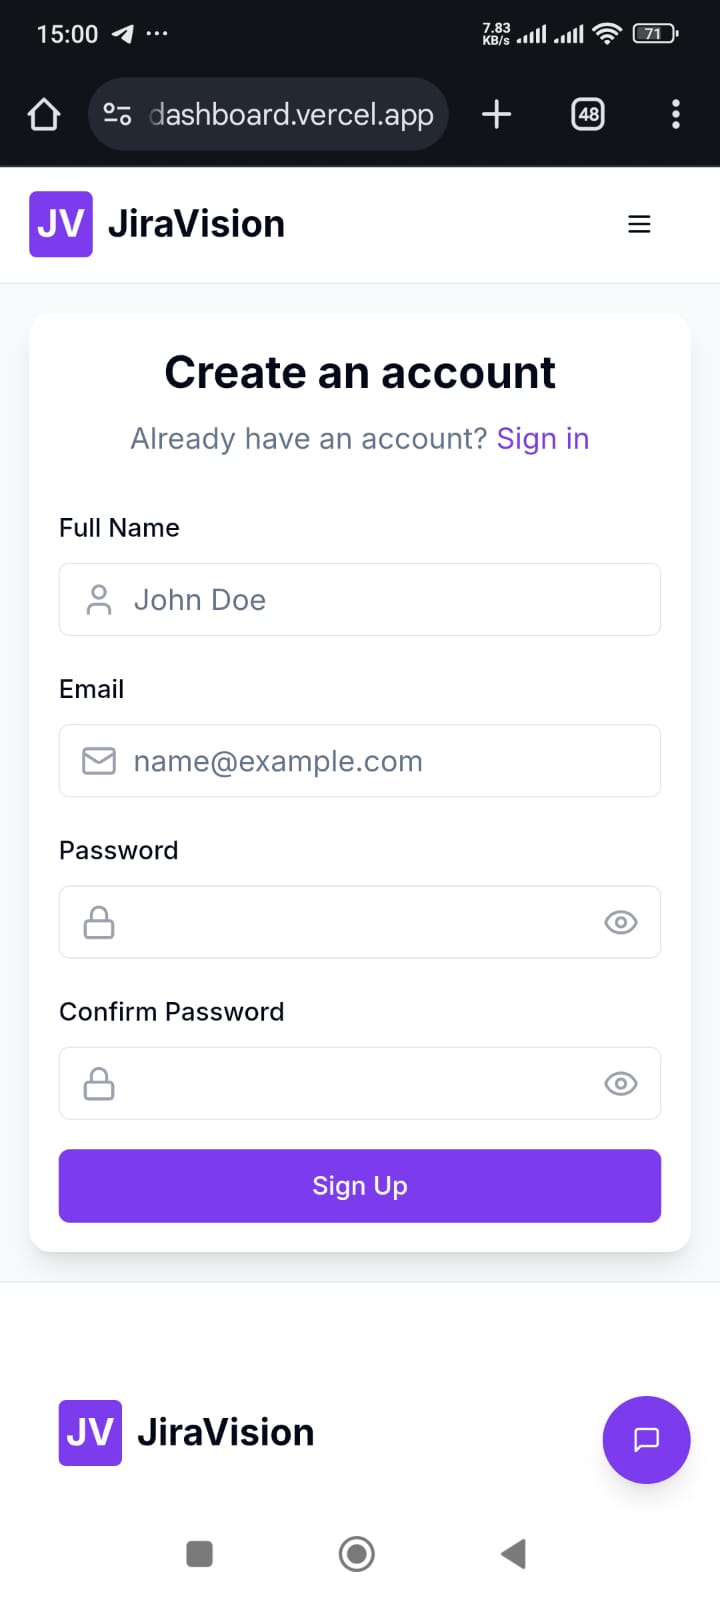 15:00
7.83
KB/s
71
dashboard.vercel.app
48
JV JiraVision
Create an account
Already have an account? Sign in
Full Name
John Doe
Email
name@example.com
Password
Confirm Password
Sign Up
JV JiraVision